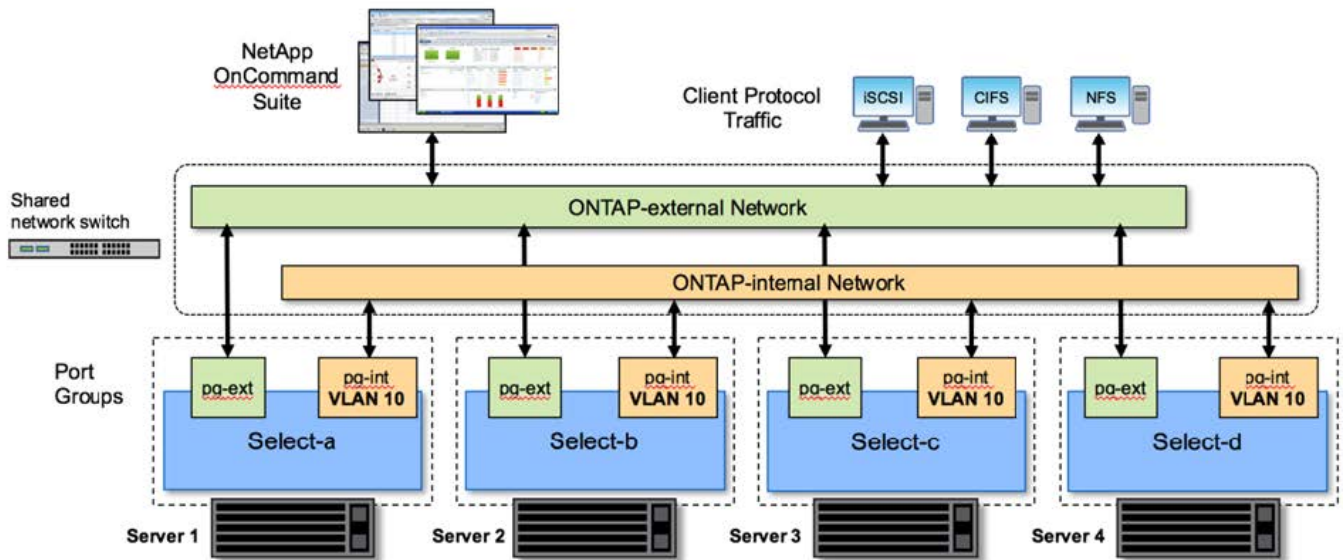 NetApp
OnCommand
Suite
Client Protocol
Traffic
iSCSI
CIFS
NFS
Shared
network switch
ONTAP-external Network
ONTAP-internal Network
Port
Groups
pg-ext
pg-int
VLAN 10
Select-a
pg-ext
pg-int
VLAN 10
Select-b
pg-ext
pg-int
VLAN 10
Select-c
pg-ext
pg-int
VLAN 10
Select-d
Server 1
Server 2
Server 3
Server 4